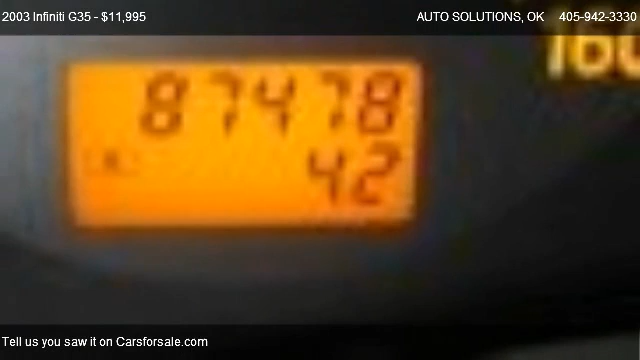 2003 Infiniti G35 - $11,995
AUTO SOLUTIONS, OK 405-942-3330
160
87478
42
Tell us you saw it on Carsforsale.com